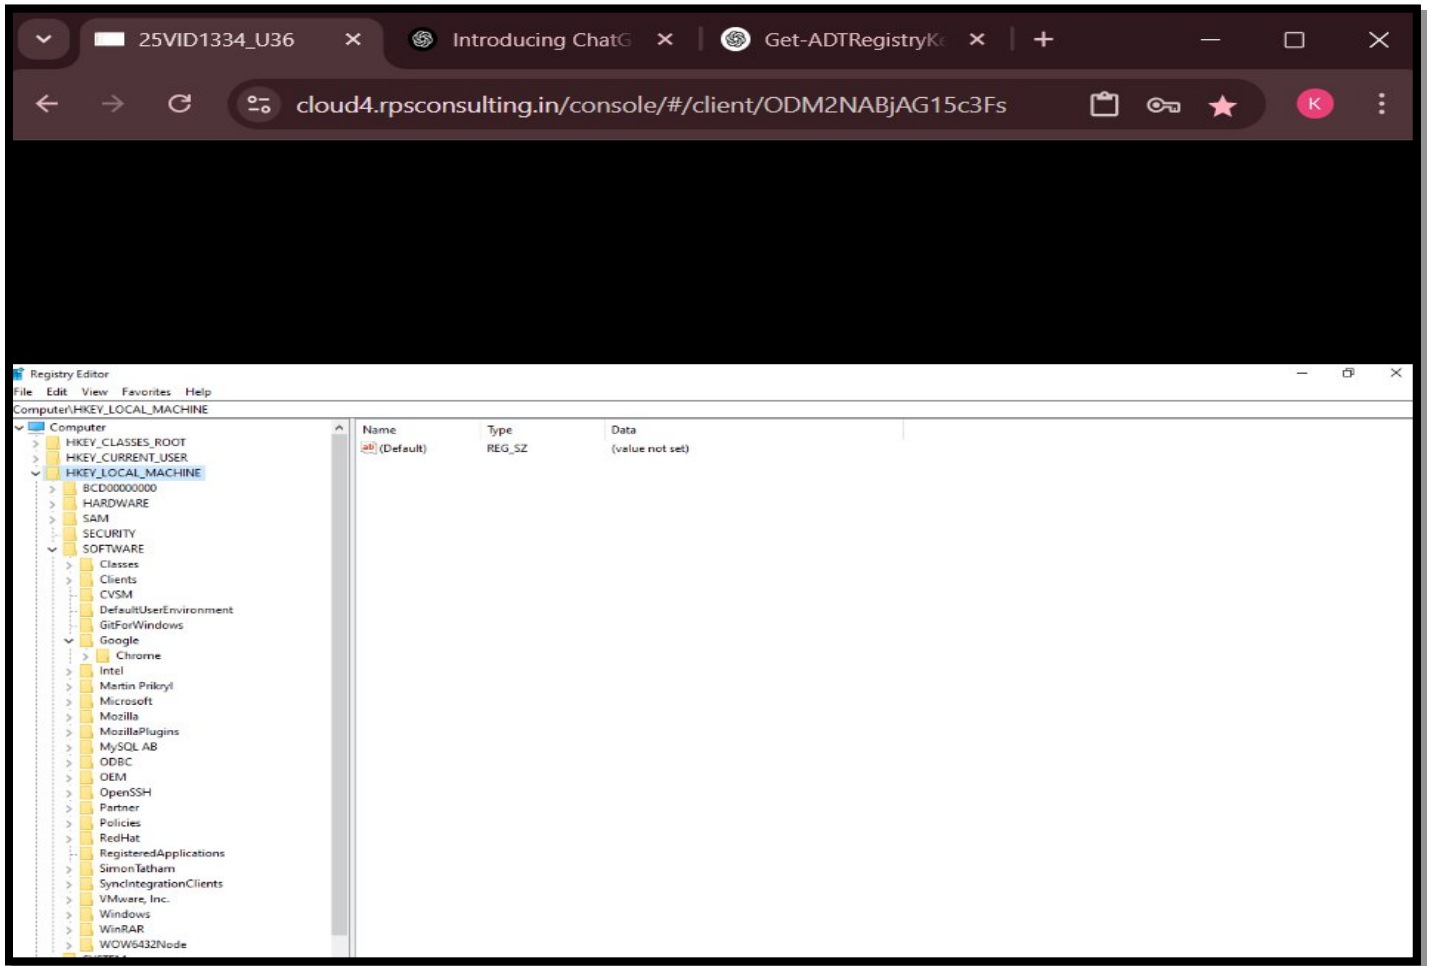 25VID1334_U36
Introducing ChatG
Get-ADTRegistryKe
cloud4.rpsconsulting.in/console/#/client/ODM2NABjAG15c3Fs
K
Registry Editor
File Edit View Favorites Help
Computer\HKEY_LOCAL_MACHINE
Computer
HKEY_CLASSES_ROOT
HKEY_CURRENT_USER
HKEY_LOCAL_MACHINE
BCD00000000
HARDWARE
SAM
SECURITY
SOFTWARE
Classes
Clients
CVSM
DefaultUserEnvironment
GitForWindows
Google
Chrome
Intel
Martin Prikryl
Microsoft
Mozilla
MozillaPlugins
MySQL AB
ODBC
OEM
OpenSSH
Partner
Policies
RedHat
RegisteredApplications
SimonTatham
SyncIntegrationClients
VMware, Inc.
Windows
WinRAR
WOW6432Node
Name Type Data
ab (Default) REG_SZ (value not set)